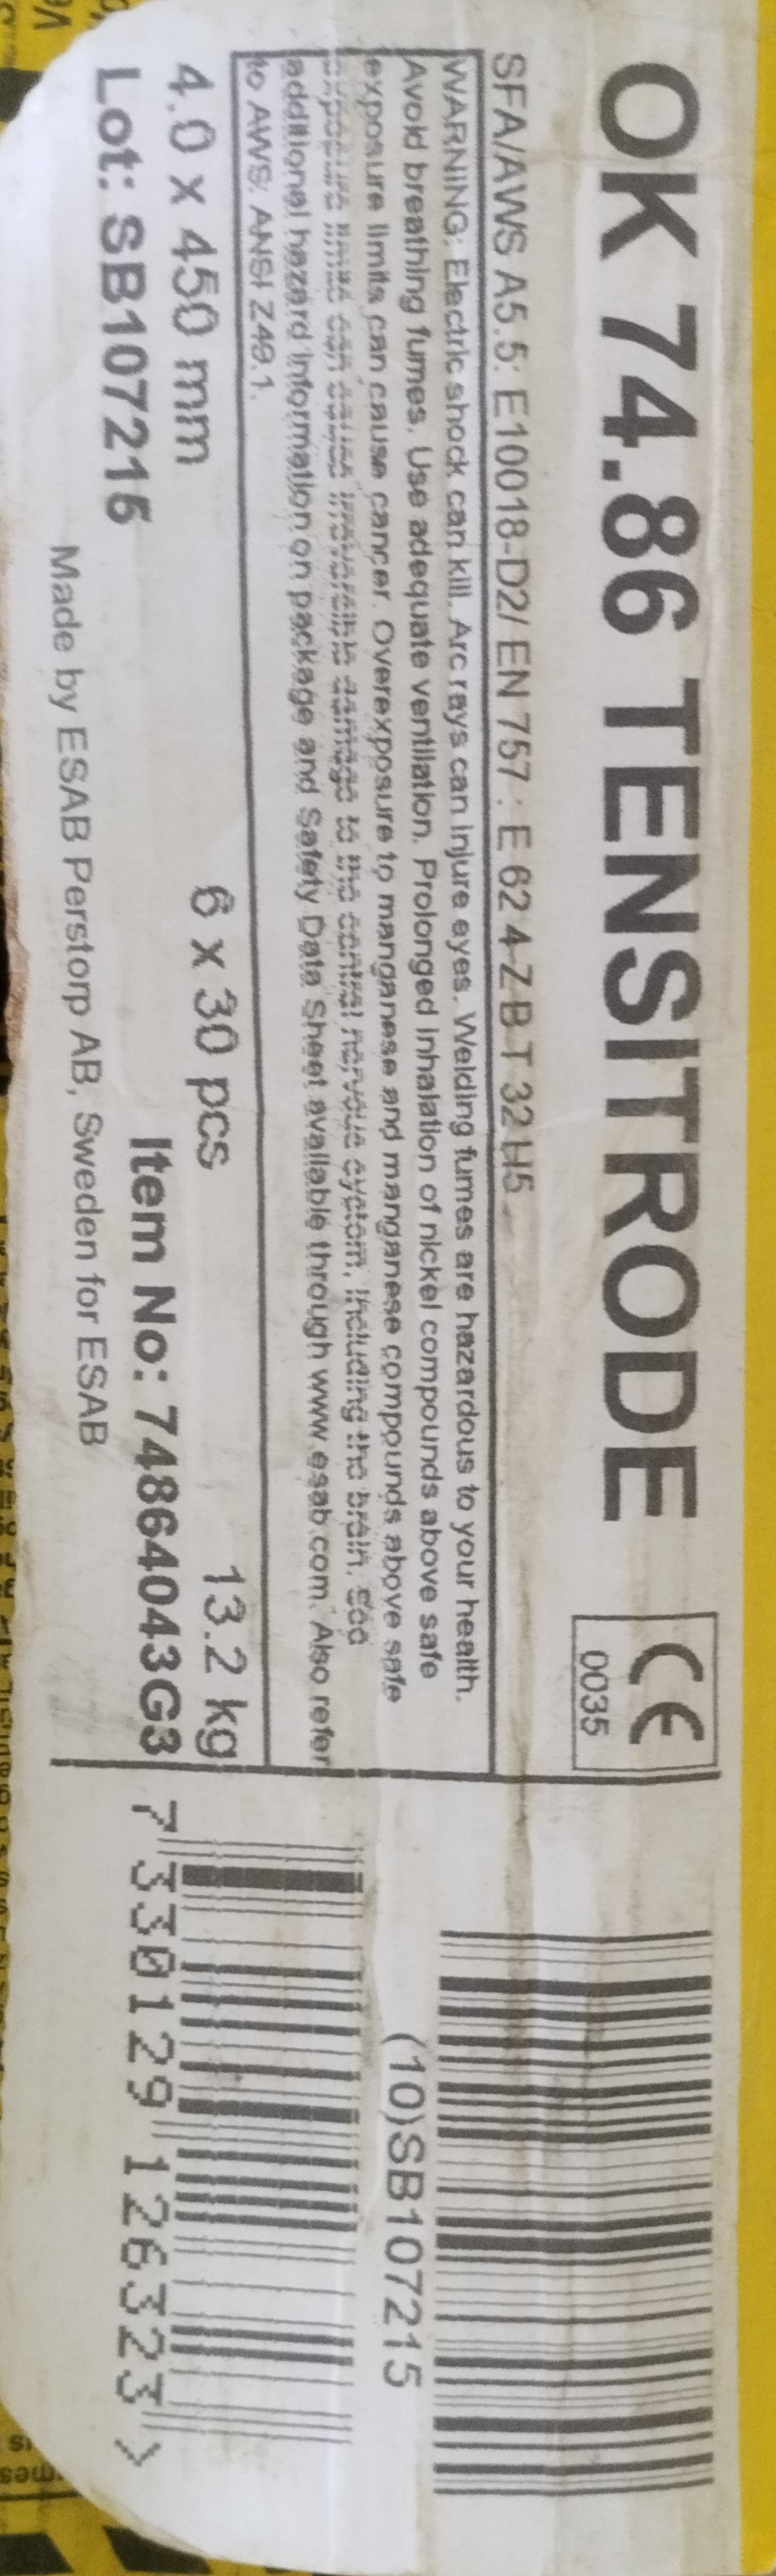 OK 74.86 TENSITRODE
CE
0035
SFA/AWS A5.5: E10018-D2/ EN 757 : E 62 4 Z B T 32 H5
WARNING: Electric shock can kill. Arc rays can injure eyes. Welding fumes are hazardous to your health.
Avoid breathing fumes. Use adequate ventilation. Prolonged inhalation of nickel compounds above safe
exposure limits can cause cancer. Overexposure to manganese and manganese compounds above safe
exposure limits can cause irreversible damage to the central nervous system, including the brain. See
additional hazard information on package and Safety Data Sheet available through www.esab.com. Also refer
to AWS: ANSI Z49.1.
4.0 x 450 mm
6 x 30 pcs
13.2 kg
Lot: SB107215
Item No: 74864043G3
Made by ESAB Perstorp AB, Sweden for ESAB
(10)SB107215
7 330129 126323 >